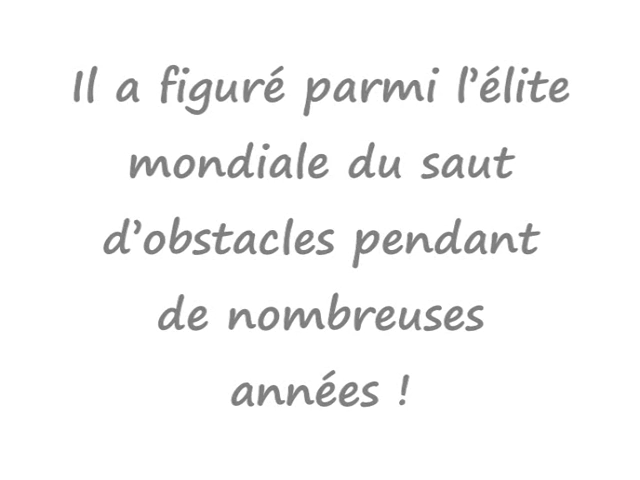 Il a figuré parmi l’élite
mondiale du saut
d’obstacles pendant
de nombreuses
années !